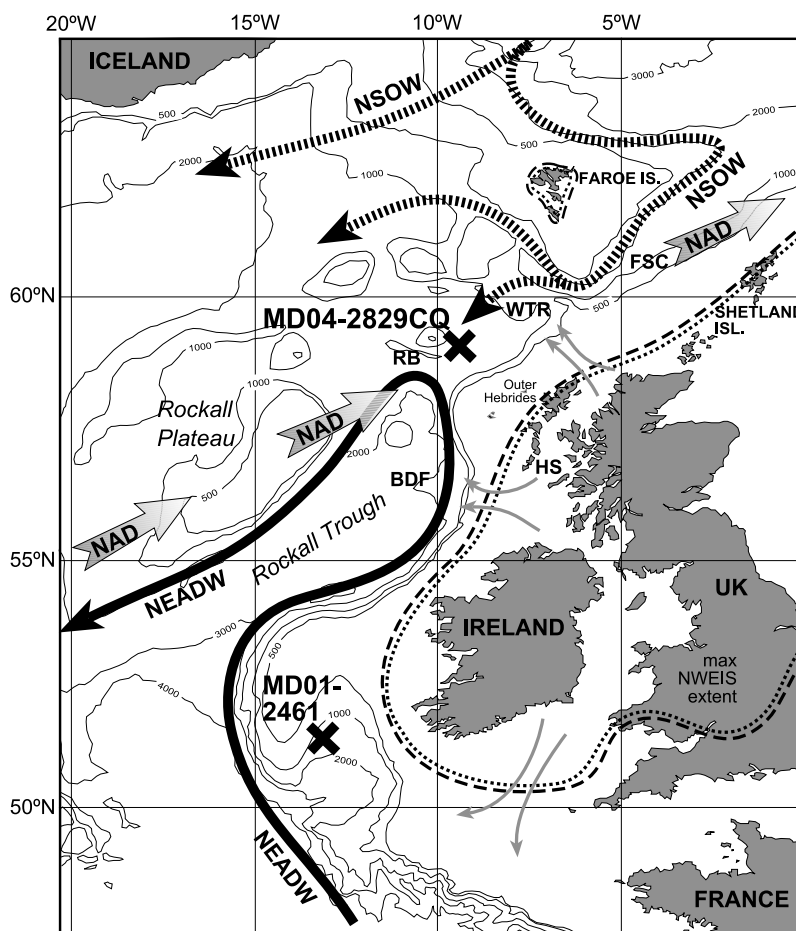 20ºW
15ºW
10ºW
5ºW
ICELAND
3000
500
NSOW
2000
500
2000
1000
FAROE IS.
NSOW
1000
NAD
FSC
60ºN
500
WTR
MD04-2829CQ
SHETLAND
ISL.
1000
RB
Outer
Hebrides
1000
Rockall
Plateau
NAD
2000
HS
BDF
500
NAD
Rockall Trough
55ºN
NEADW
UK
IRELAND
3000
500
max
NWEIS
extent
4000
MD01-
2461
1000
2000
50ºN
NEADW
FRANCE